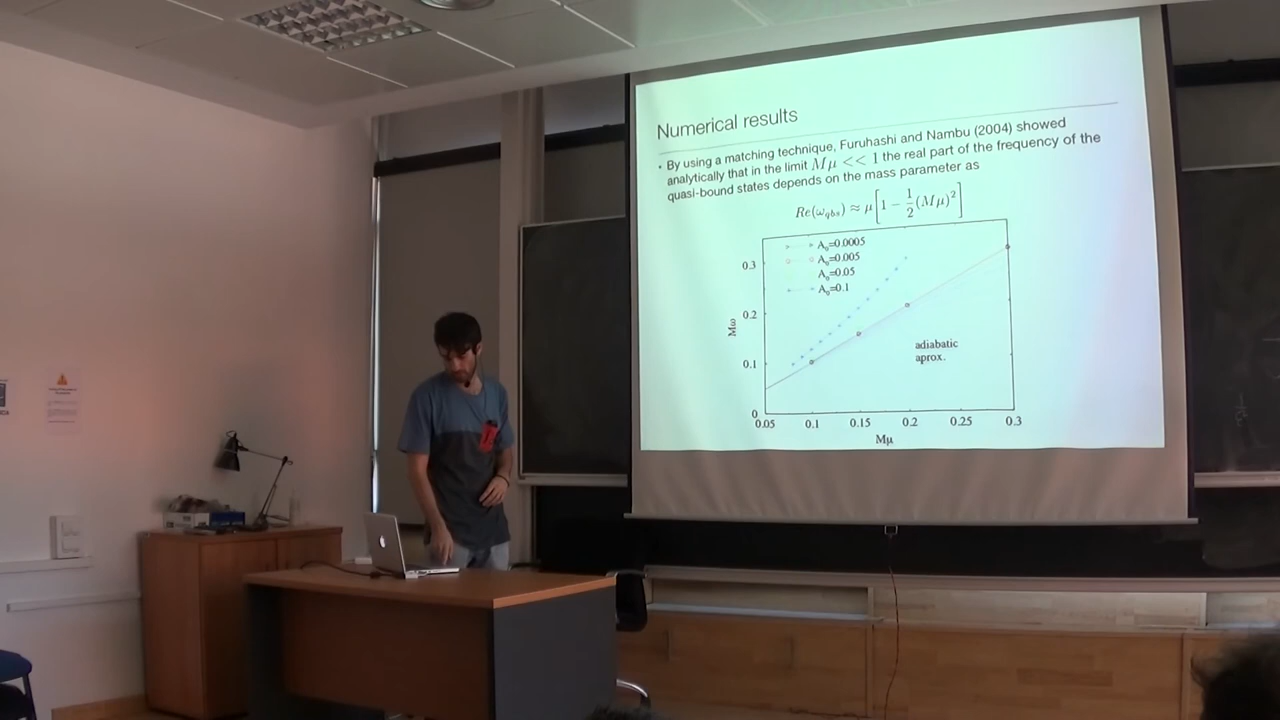 Numerical results
• By using a matching technique, Furuhashi and Nambu (2004) showed
analytically that in the limit Mμ << 1 the real part of the frequency of the
quasi-bound states depends on the mass parameter as
Re(ω_qbs) ≈ μ[1 − 1/2(Mμ)²]
A₀=0.0005
A₀=0.005
A₀=0.05
A₀=0.1
0.3
0.2
0.1
0
Mω
adiabatic
aprox.
0.05 0.1 0.15 0.2 0.25 0.3
Mμ